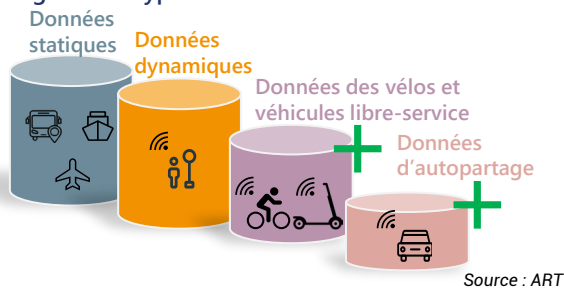 Données
statiques
Données
dynamiques
Données des vélos et
véhicules libre-service
Données
d'autopartage
Source : ART